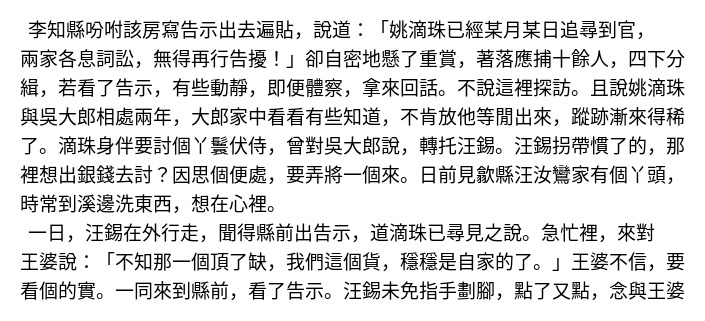 李知縣吩咐該房寫告示出去遍貼，說道：「姚滴珠已經某月某日追尋到官，
兩家各息詞訟，無得再行告擾！」卻自密地懸了重賞，著落應捕十餘人，四下分
緝，若看了告示，有些動靜，即便體察，拿來回話。不說這裡探訪。且說姚滴珠
與吳大郎相處兩年，大郎家中看看有些知道，不肯放他等閒出來，蹤跡漸來得稀
了。滴珠身伴要討個丫鬟伏侍，曾對吳大郎說，轉托汪錫。汪錫拐帶慣了的，那
裡想出銀錢去討？因思個便處，要弄將一個來。日前見歙縣汪汝鸞家有個丫頭，
時常到溪邊洗東西，想在心裡。
一日，汪錫在外行走，聞得縣前出告示，道滴珠已尋見之說。急忙裡，來對
王婆說：「不知那一個頂了缺，我們這個貨，穩穩是自家的了。」王婆不信，要
看個的實。一同來到縣前，看了告示。汪錫未免指手劃腳，點了又點，念與王婆